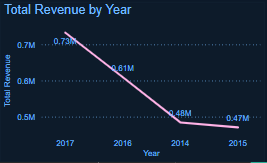 Total Revenue by Year
0.7M
0.6M
0.5M
Total Revenue
0.73M
0.61M
0.48M
0.47M
2017
2016
2014
2015
Year